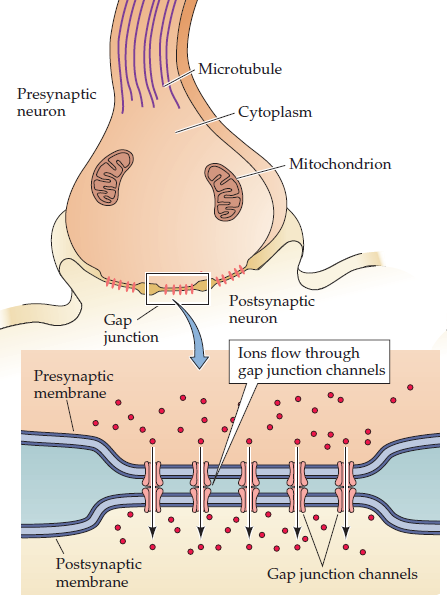 Microtubule
Presynaptic
neuron
Cytoplasm
Mitochondrion
Postsynaptic
neuron
Gap
junction
Ions flow through
gap junction channels
Presynaptic
membrane
Postsynaptic
membrane
Gap junction channels